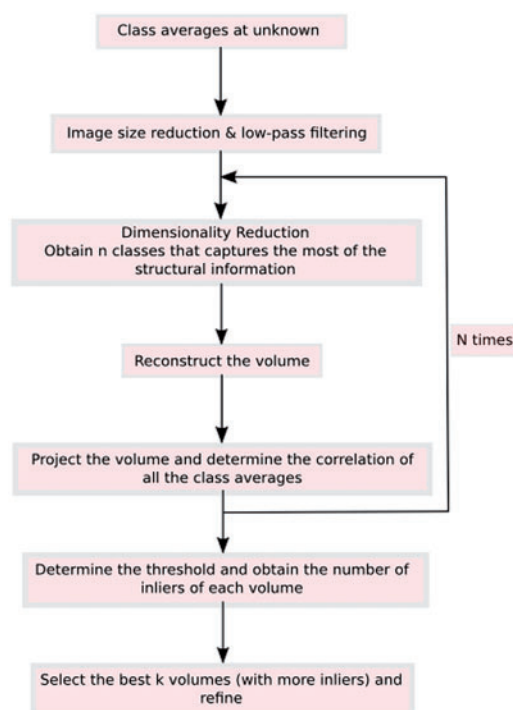 Class averages at unknown
Image size reduction & low-pass filtering
Dimensionality Reduction
Obtain n classes that captures the most of the
structural information
N times
Reconstruct the volume
Project the volume and determine the correlation of
all the class averages
Determine the threshold and obtain the number of
inliers of each volume
Select the best k volumes (with more inliers) and
refine